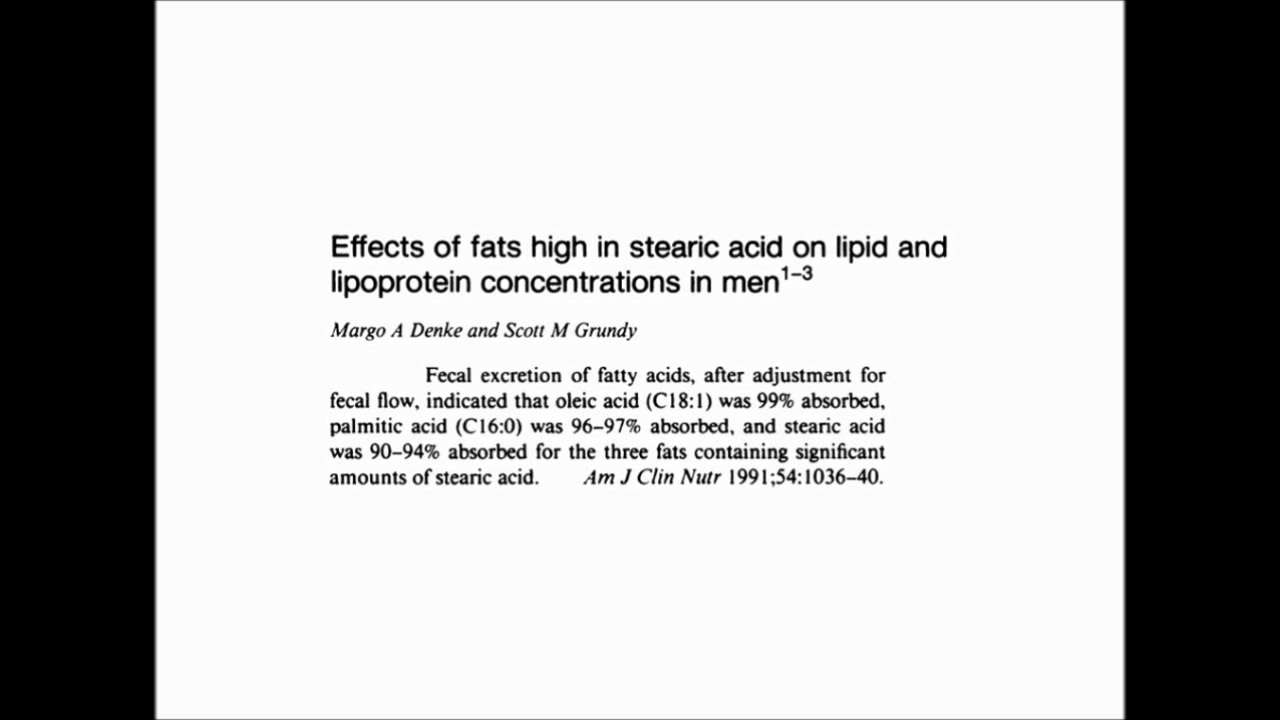 Effects of fats high in stearic acid on lipid and
lipoprotein concentrations in men¹⁻³
Margo A Denke and Scott M Grundy
Fecal excretion of fatty acids, after adjustment for
fecal flow, indicated that oleic acid (C18:1) was 99% absorbed,
palmitic acid (C16:0) was 96–97% absorbed, and stearic acid
was 90–94% absorbed for the three fats containing significant
amounts of stearic acid. Am J Clin Nutr 1991;54:1036–40.